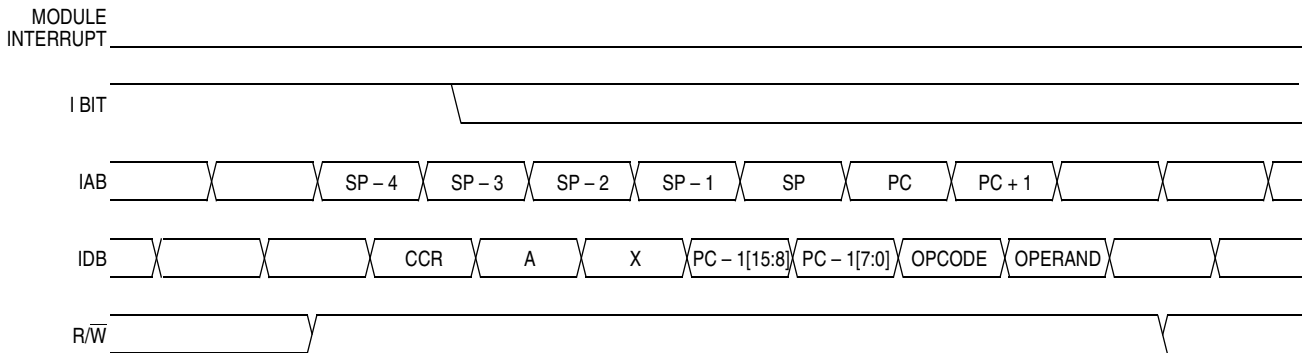 MODULE
INTERRUPT
I BIT
IAB SP – 4 SP – 3 SP – 2 SP – 1 SP PC PC + 1
IDB CCR A X PC – 1[15:8] PC – 1[7:0] OPCODE OPERAND
R/W̅